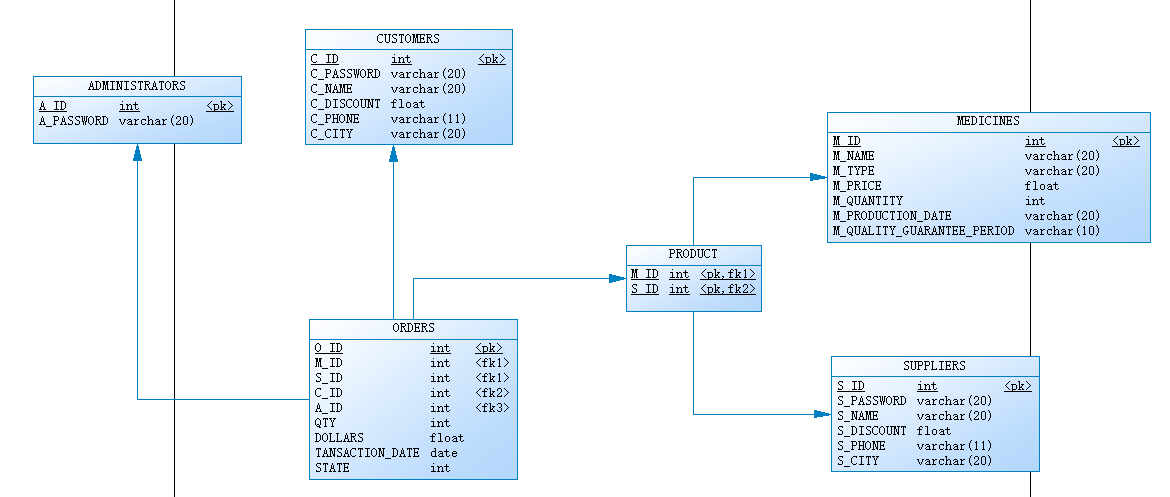 CUSTOMERS
C_ID int <pk>
C_PASSWORD varchar(20)
C_NAME varchar(20)
C_DISCOUNT float
C_PHONE varchar(11)
C_CITY varchar(20)
ADMINISTRATORS
A_ID int <pk>
A_PASSWORD varchar(20)
MEDICINES
M_ID int <pk>
M_NAME varchar(20)
M_TYPE varchar(20)
M_PRICE float
M_QUANTITY int
M_PRODUCTION_DATE varchar(20)
M_QUALITY_GUARANTEE_PERIOD varchar(10)
PRODUCT
M_ID int <pk,fk1>
S_ID int <pk,fk2>
ORDERS
O_ID int <pk>
M_ID int <fk1>
S_ID int <fk1>
C_ID int <fk2>
A_ID int <fk3>
QTY int
DOLLARS float
TANSACTION_DATE date
STATE int
SUPPLIERS
S_ID int <pk>
S_PASSWORD varchar(20)
S_NAME varchar(20)
S_DISCOUNT float
S_PHONE varchar(11)
S_CITY varchar(20)